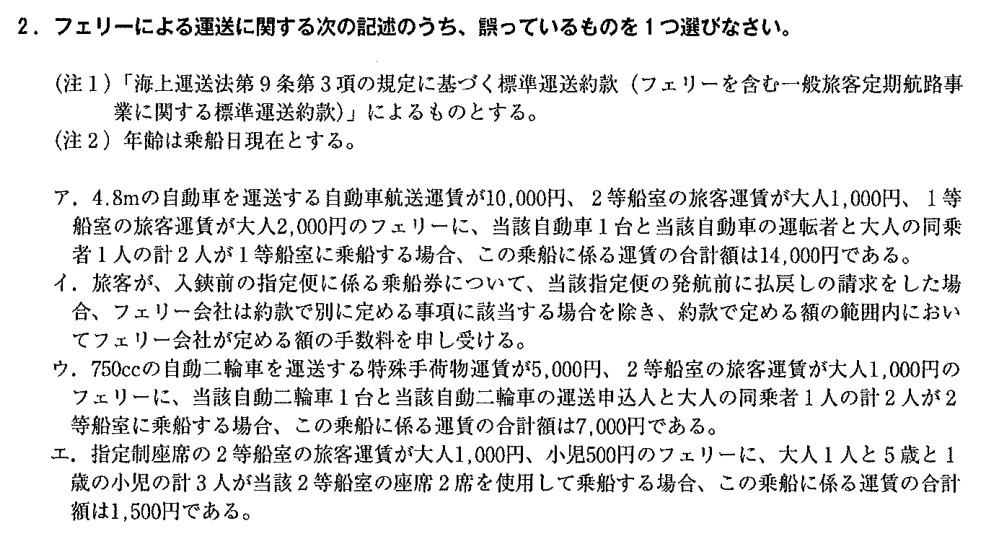 2．フェリーによる運送に関する次の記述のうち、誤っているものを1つ選びなさい。
(注1)「海上運送法第9条第3項の規定に基づく標準運送約款（フェリーを含む一般旅客定期航路事
業に関する標準運送約款)」によるものとする。
(注2) 年齢は乗船日現在とする。
ア．4.8mの自動車を運送する自動車航送運賃が10,000円、2等船室の旅客運賃が大人1,000円、1等
船室の旅客運賃が大人2,000円のフェリーに、当該自動車1台と当該自動車の運転者と大人の同乗
者1人の計2人が1等船室に乗船する場合、この乗船に係る運賃の合計額は14,000円である。
イ．旅客が、入鋏前の指定便に係る乗船券について、当該指定便の発航前に払戻しの請求をした場
合、フェリー会社は約款で別に定める事項に該当する場合を除き、約款で定める額の範囲内におい
てフェリー会社が定める額の手数料を申し受ける。
ウ．750ccの自動二輪車を運送する特殊手荷物運賃が5,000円、2等船室の旅客運賃が大人1,000円の
フェリーに、当該自動二輪車1台と当該自動二輪車の運送申込人と大人の同乗者1人の計2人が2
等船室に乗船する場合、この乗船に係る運賃の合計額は7,000円である。
エ．指定制座席の2等船室の旅客運賃が大人1,000円、小児500円のフェリーに、大人1人と5歳と1
歳の小児の計3人が当該2等船室の座席2席を使用して乗船する場合、この乗船に係る運賃の合計
額は1,500円である。